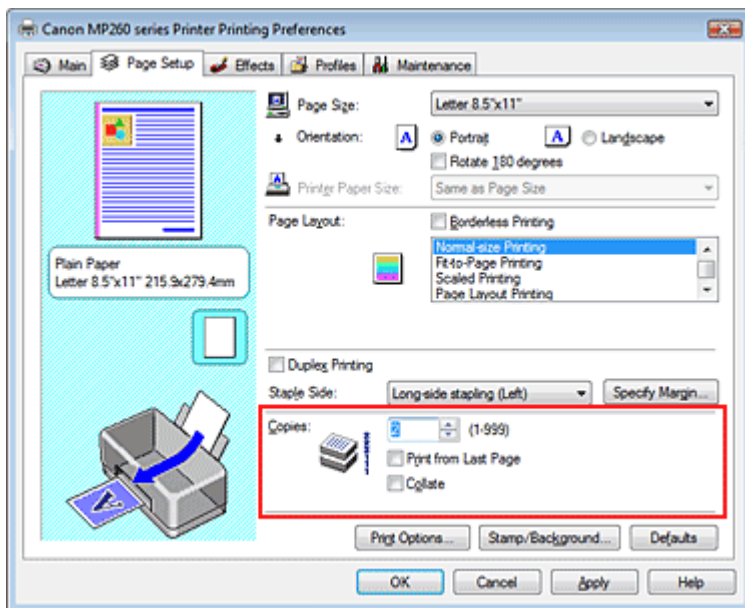 Canon MP260 series Printer Printing Preferences
Main Page Setup Effects Profiles Maintenance
Page Size: Letter 8.5"x11"
Orientation: A Portrait A Landscape
Rotate 180 degrees
Printer Paper Size: Same as Page Size
Page Layout: Borderless Printing
Normal-size Printing
Fit-to-Page Printing
Scaled Printing
Page Layout Printing
Plain Paper
Letter 8.5"x11" 215.9x279.4mm
Duplex Printing
Staple Side: Long-side stapling (Left) Specify Margin...
Copies: 2 (1-999)
Print from Last Page
Collate
Print Options... Stamp/Background... Defaults
OK Cancel Apply Help